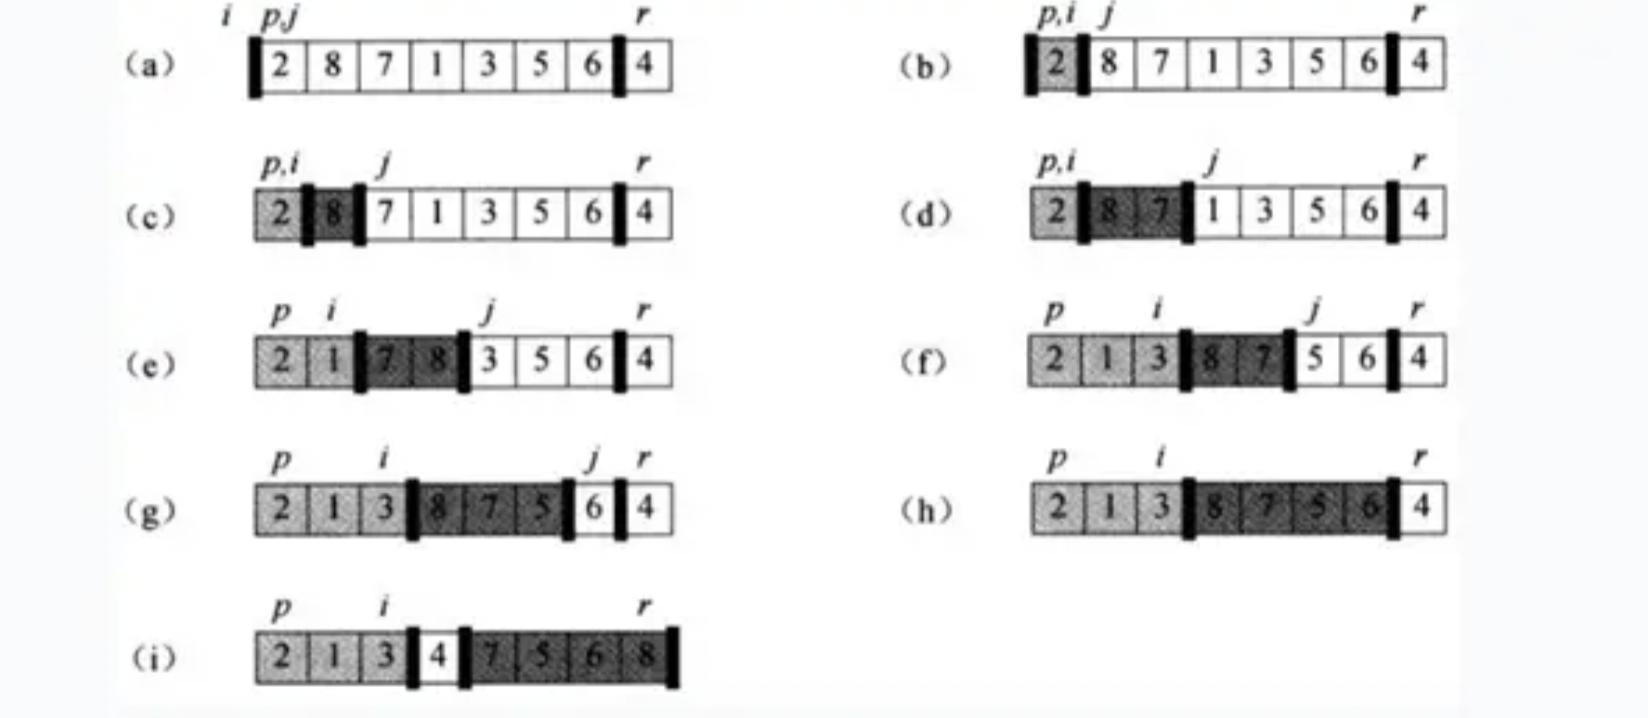 i p,j r
(a) 2 8 7 1 3 5 6 4
p,i j r
(b) 2 8 7 1 3 5 6 4
p,i j r
(c) 2 8 7 1 3 5 6 4
p,i j r
(d) 2 8 7 1 3 5 6 4
p i j r
(e) 2 1 7 8 3 5 6 4
p i j r
(f) 2 1 3 8 7 5 6 4
p i j r
(g) 2 1 3 8 7 5 6 4
p i r
(h) 2 1 3 8 7 5 6 4
p i r
(i) 2 1 3 4 7 5 6 8